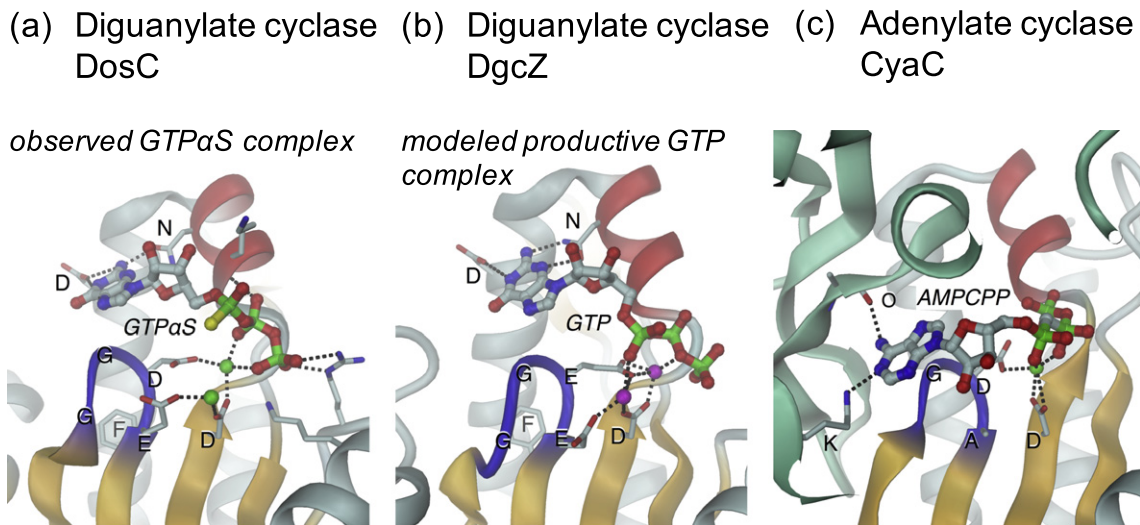 (a) Diguanylate cyclase
DosC
(b) Diguanylate cyclase
DgcZ
(c) Adenylate cyclase
CyaC
observed GTPαS complex
modeled productive GTP
complex
N
D
GTPαS
G
D
G
F
E
D
N
D
GTP
G
E
F
G
E
D
O
AMPCPP
G
D
K
A
D